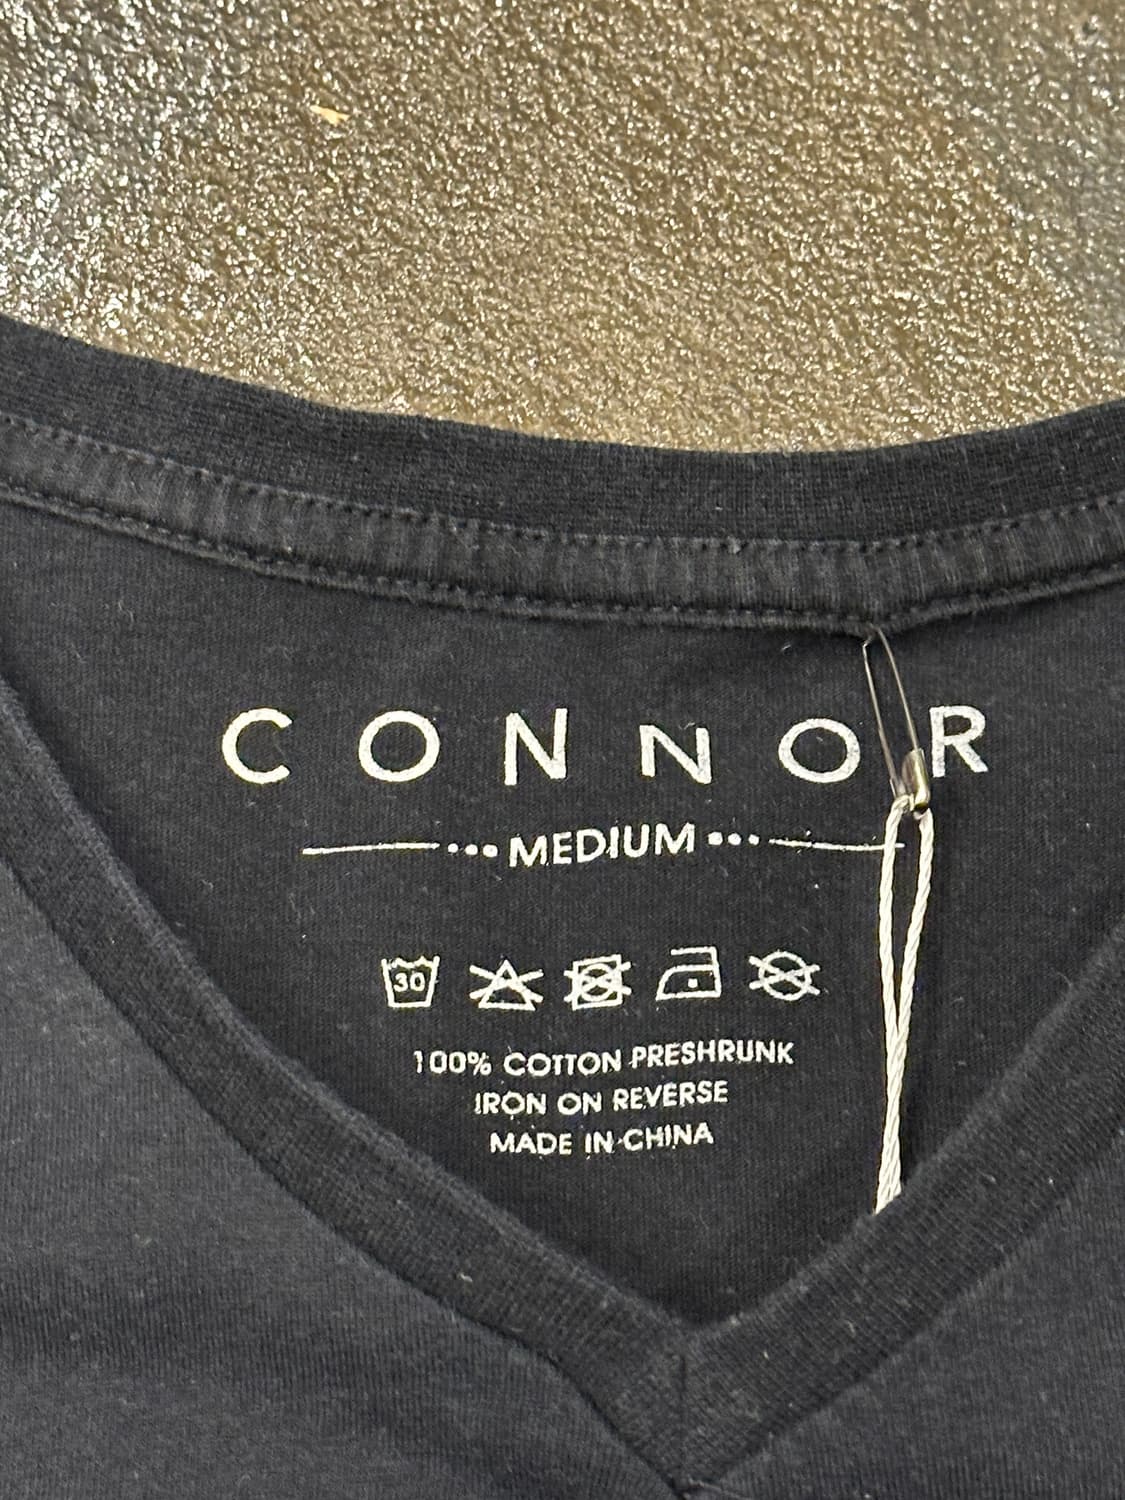 CONNOR
MEDIUM
30
100% COTTON PRESHRUNK
IRON ON REVERSE
MADE IN CHINA